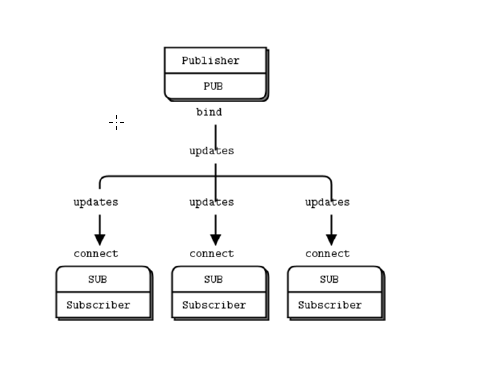 Publisher
PUB
bind
updates
updates updates updates
connect connect connect
SUB SUB SUB
Subscriber Subscriber Subscriber